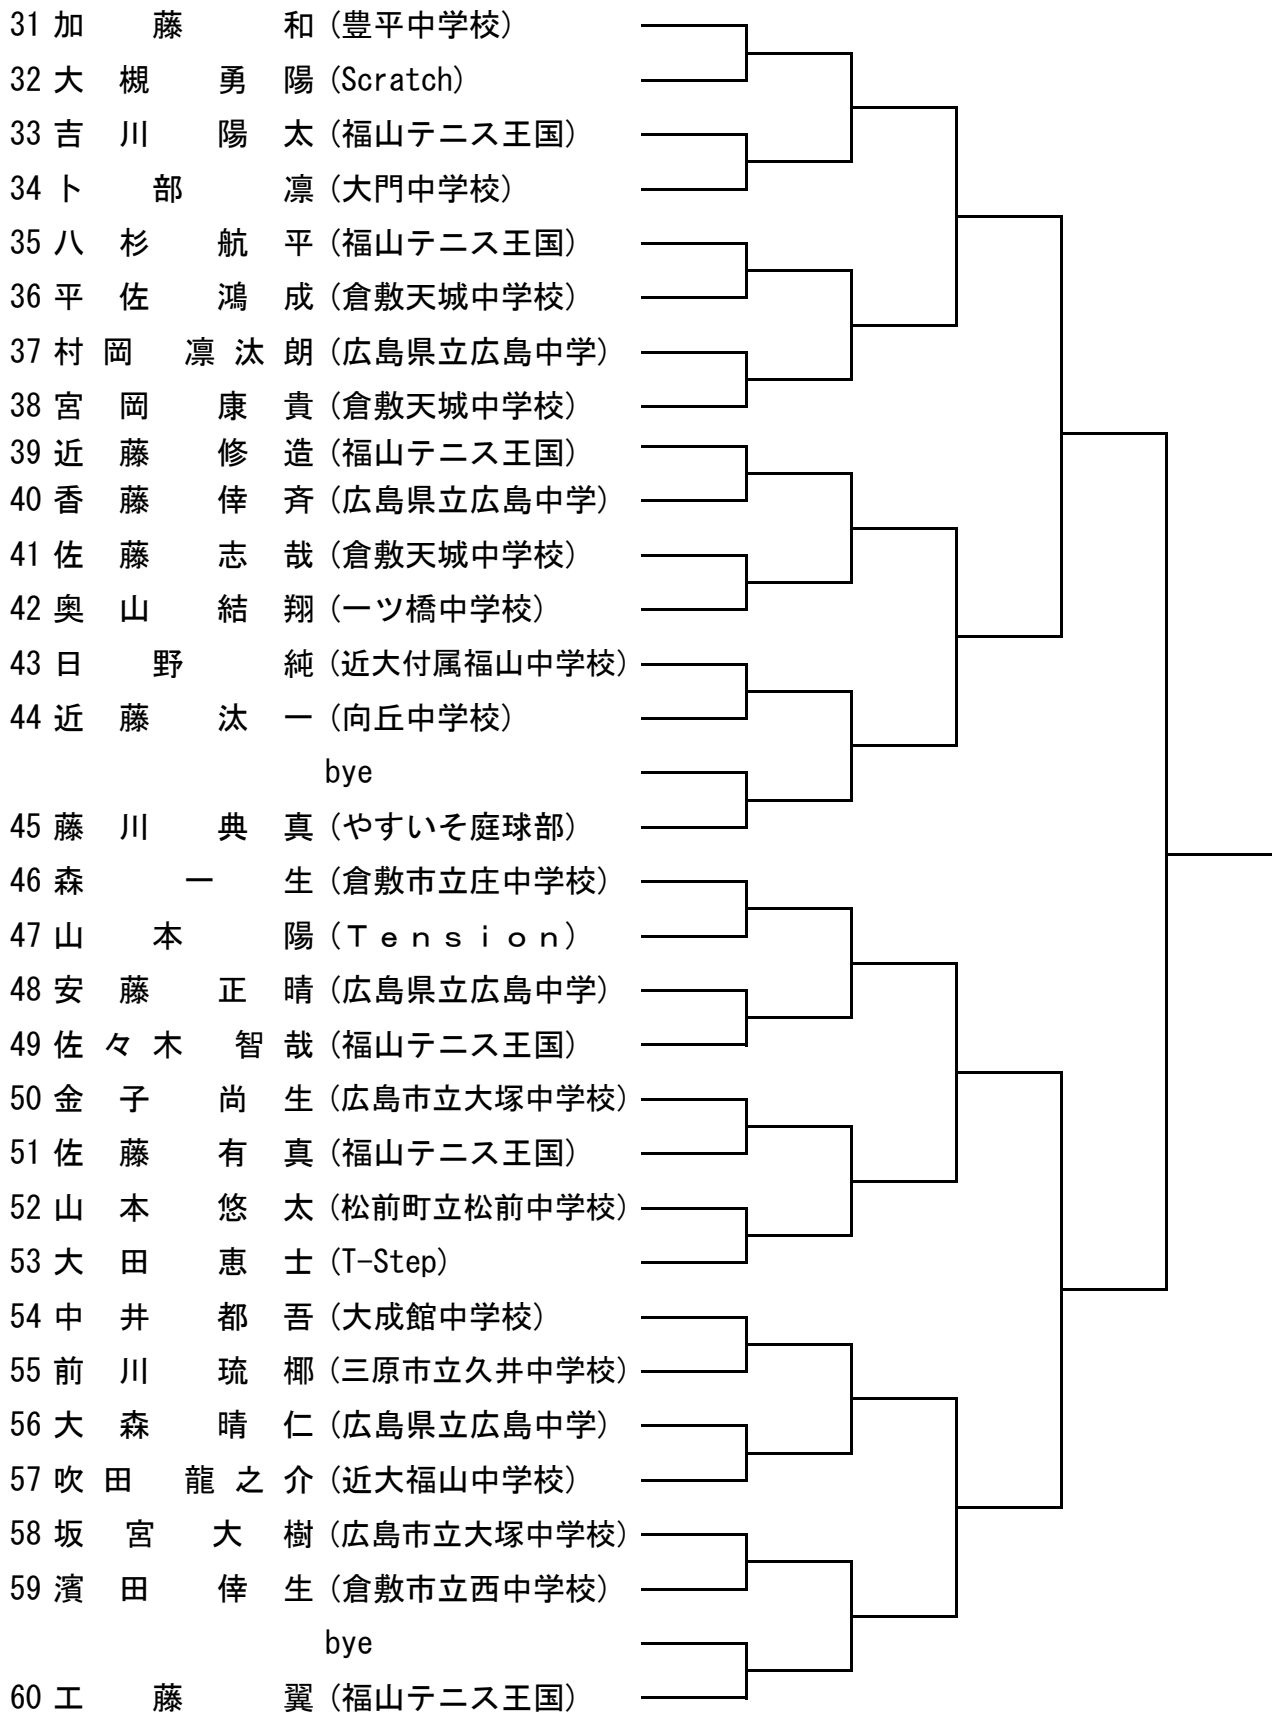 31 加藤 和 (豊平中学校)
32 大槻 勇陽 (Scratch)
33 吉川 陽太 (福山テニス王国)
34 卜部 凛 (大門中学校)
35 八杉 航平 (福山テニス王国)
36 平佐 鴻成 (倉敷天城中学校)
37 村岡 凛汰朗 (広島県立広島中学)
38 宮岡 康貴 (倉敷天城中学校)
39 近藤 修造 (福山テニス王国)
40 香藤 倖斉 (広島県立広島中学)
41 佐藤 志哉 (倉敷天城中学校)
42 奥山 結翔 (一ツ橋中学校)
43 日野 純 (近大付属福山中学校)
44 近藤 汰一 (向丘中学校)
bye
45 藤川 典真 (やすいそ庭球部)
46 森 一生 (倉敷市立庄中学校)
47 山本 陽 (Ｔｅｎｓｉｏｎ)
48 安藤 正晴 (広島県立広島中学)
49 佐々木 智哉 (福山テニス王国)
50 金子 尚生 (広島市立大塚中学校)
51 佐藤 有真 (福山テニス王国)
52 山本 悠太 (松前町立松前中学校)
53 大田 恵士 (T-Step)
54 中井 都吾 (大成館中学校)
55 前川 琉椰 (三原市立久井中学校)
56 大森 晴仁 (広島県立広島中学)
57 吹田 龍之介 (近大福山中学校)
58 坂宮 大樹 (広島市立大塚中学校)
59 濱田 倖生 (倉敷市立西中学校)
bye
60 工藤 翼 (福山テニス王国)